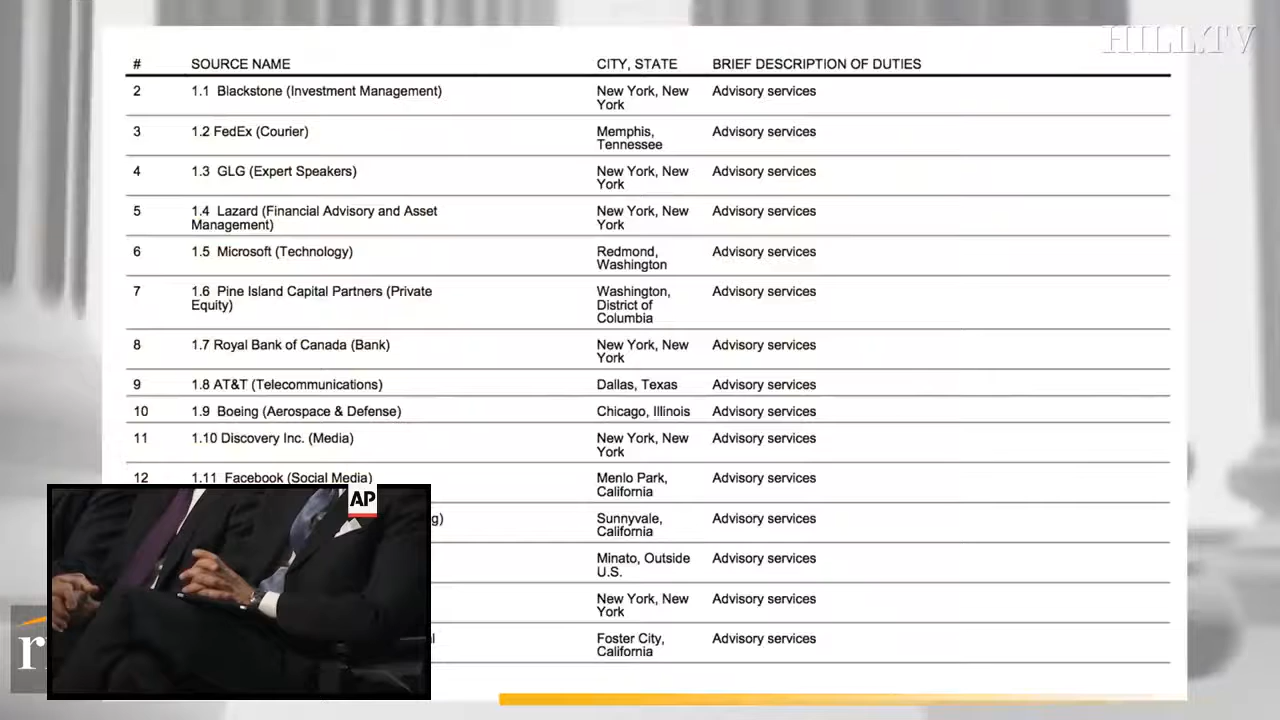 HILL.TV
# SOURCE NAME CITY, STATE BRIEF DESCRIPTION OF DUTIES
2 1.1 Blackstone (Investment Management) New York, New Advisory services
York
3 1.2 FedEx (Courier) Memphis, Advisory services
Tennessee
4 1.3 GLG (Expert Speakers) New York, New Advisory services
York
5 1.4 Lazard (Financial Advisory and Asset New York, New Advisory services
Management) York
6 1.5 Microsoft (Technology) Redmond, Advisory services
Washington
7 1.6 Pine Island Capital Partners (Private Washington, Advisory services
Equity) District of
Columbia
8 1.7 Royal Bank of Canada (Bank) New York, New Advisory services
York
9 1.8 AT&T (Telecommunications) Dallas, Texas Advisory services
10 1.9 Boeing (Aerospace & Defense) Chicago, Illinois Advisory services
11 1.10 Discovery Inc. (Media) New York, New Advisory services
York
12 1.11 Facebook (Social Media) Menlo Park, Advisory services
California
AP
Sunnyvale, Advisory services
California
Minato, Outside Advisory services
U.S.
New York, New Advisory services
York
Foster City, Advisory services
California